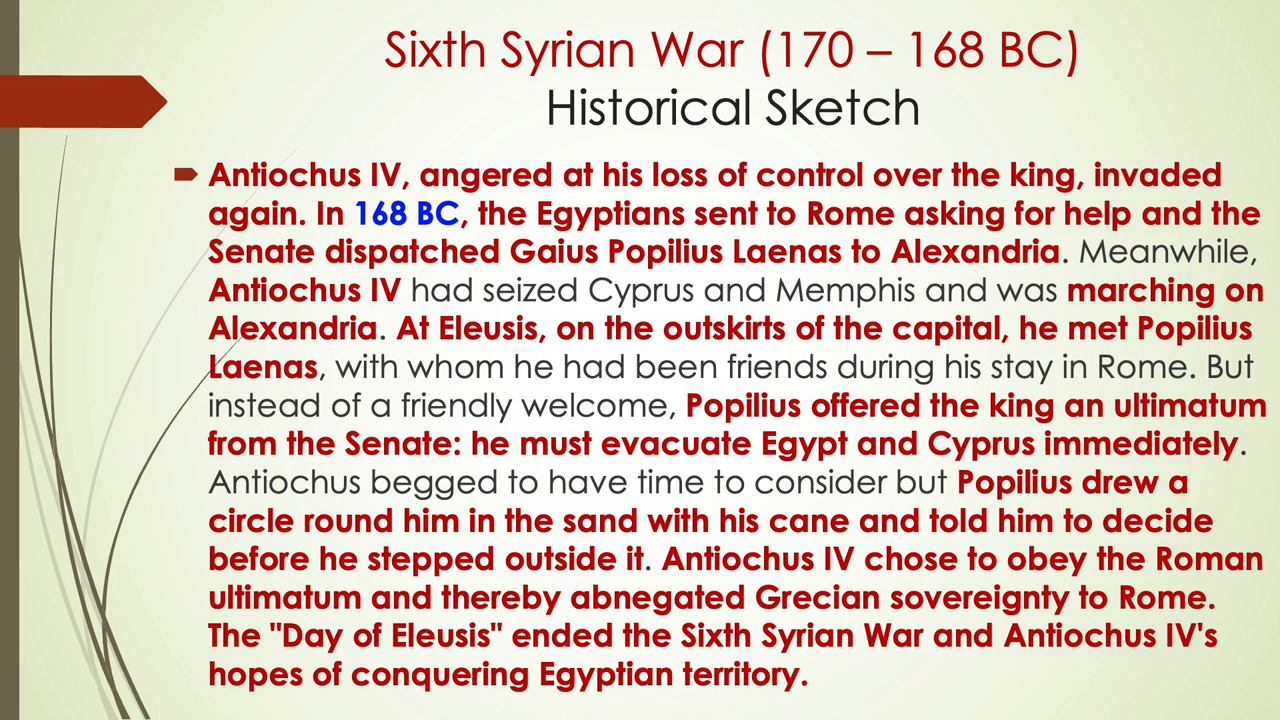 Sixth Syrian War (170 – 168 BC)
Historical Sketch
Antiochus IV, angered at his loss of control over the king, invaded
again. In 168 BC, the Egyptians sent to Rome asking for help and the
Senate dispatched Gaius Popilius Laenas to Alexandria. Meanwhile,
Antiochus IV had seized Cyprus and Memphis and was marching on
Alexandria. At Eleusis, on the outskirts of the capital, he met Popilius
Laenas, with whom he had been friends during his stay in Rome. But
instead of a friendly welcome, Popilius offered the king an ultimatum
from the Senate: he must evacuate Egypt and Cyprus immediately.
Antiochus begged to have time to consider but Popilius drew a
circle round him in the sand with his cane and told him to decide
before he stepped outside it. Antiochus IV chose to obey the Roman
ultimatum and thereby abnegated Grecian sovereignty to Rome.
The "Day of Eleusis" ended the Sixth Syrian War and Antiochus IV's
hopes of conquering Egyptian territory.